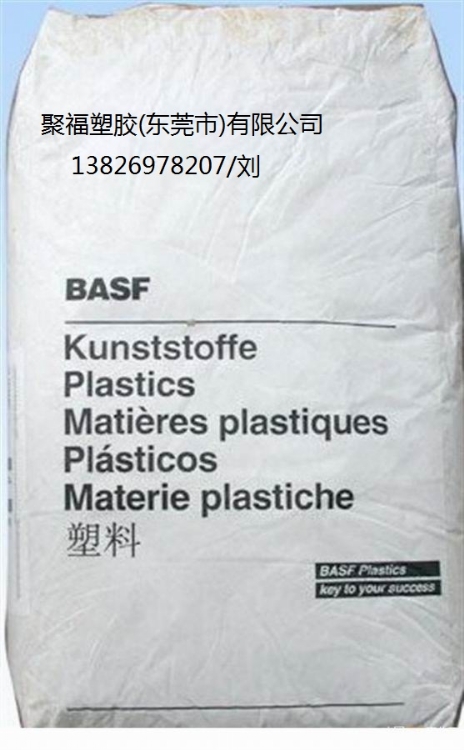 聚福塑胶(东莞市)有限公司
13826978207/刘
BASF
Kunststoffe
Plastics
Matières plastiques
Plásticos
Materie plastiche
塑料
BASF Plastics
key to your success